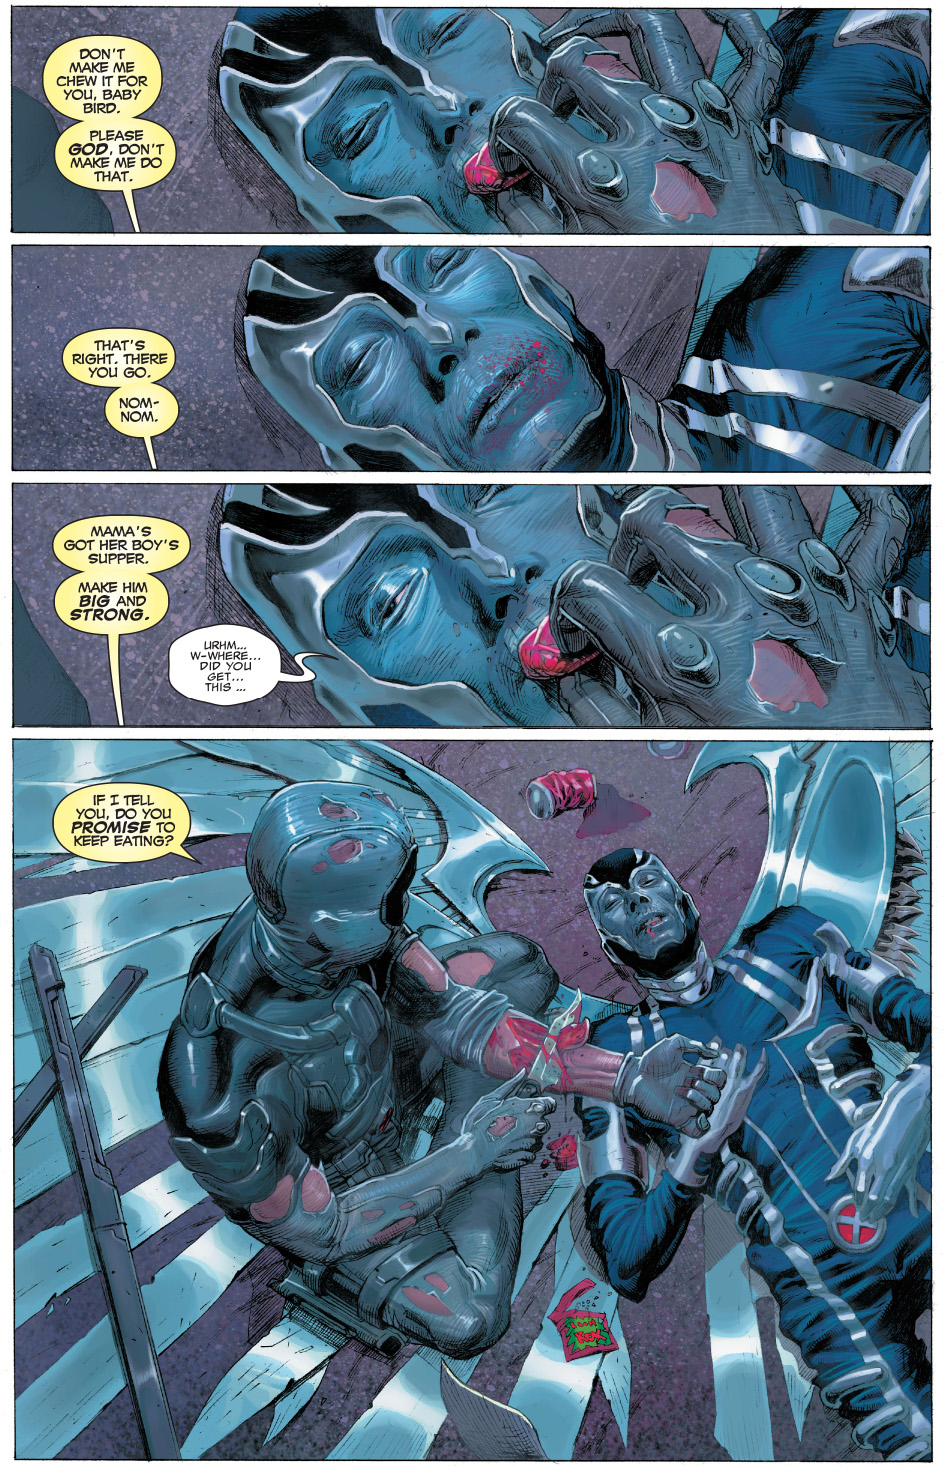 DON'T
MAKE ME
CHEW IT FOR
YOU, BABY
BIRD.
PLEASE
GOD, DON'T
MAKE ME DO
THAT.
THAT'S
RIGHT. THERE
YOU GO.
NOM-
NOM.
MAMA'S
GOT HER BOY'S
SUPPER.
MAKE HIM
BIG AND
STRONG.
URHM...
W-WHERE...
DID YOU
GET...
THIS ...
IF I TELL
YOU, DO YOU
PROMISE TO
KEEP EATING?